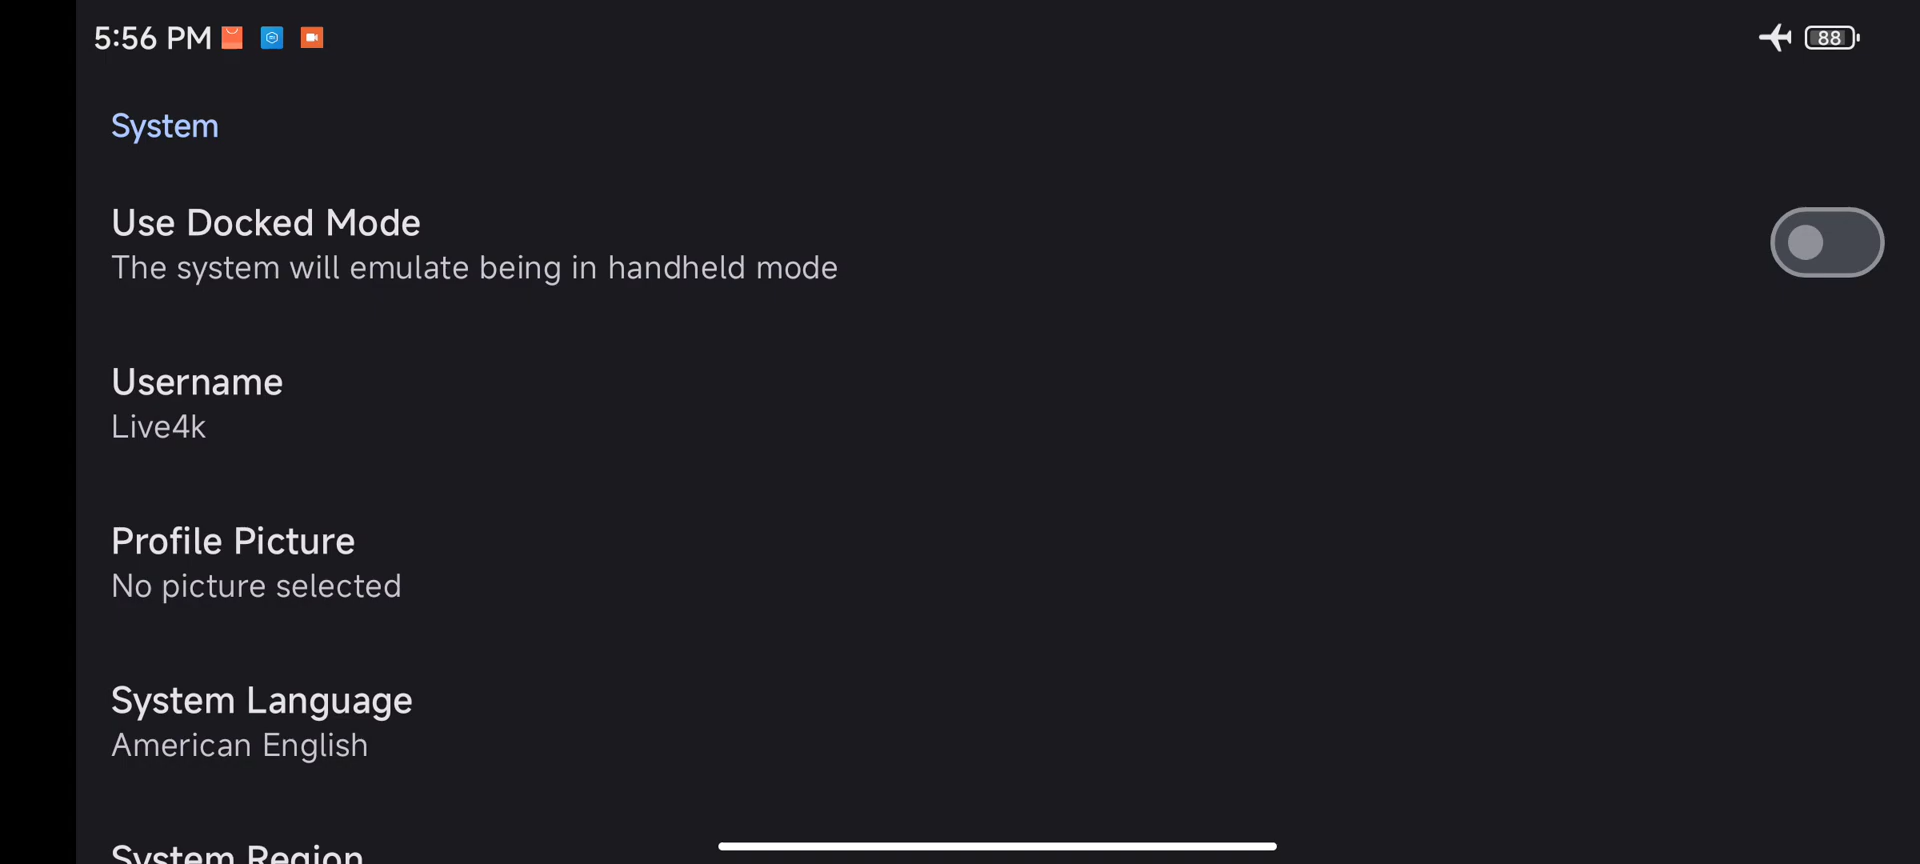 5:56 PM
88
System
Use Docked Mode
The system will emulate being in handheld mode
Username
Live4k
Profile Picture
No picture selected
System Language
American English
System Region